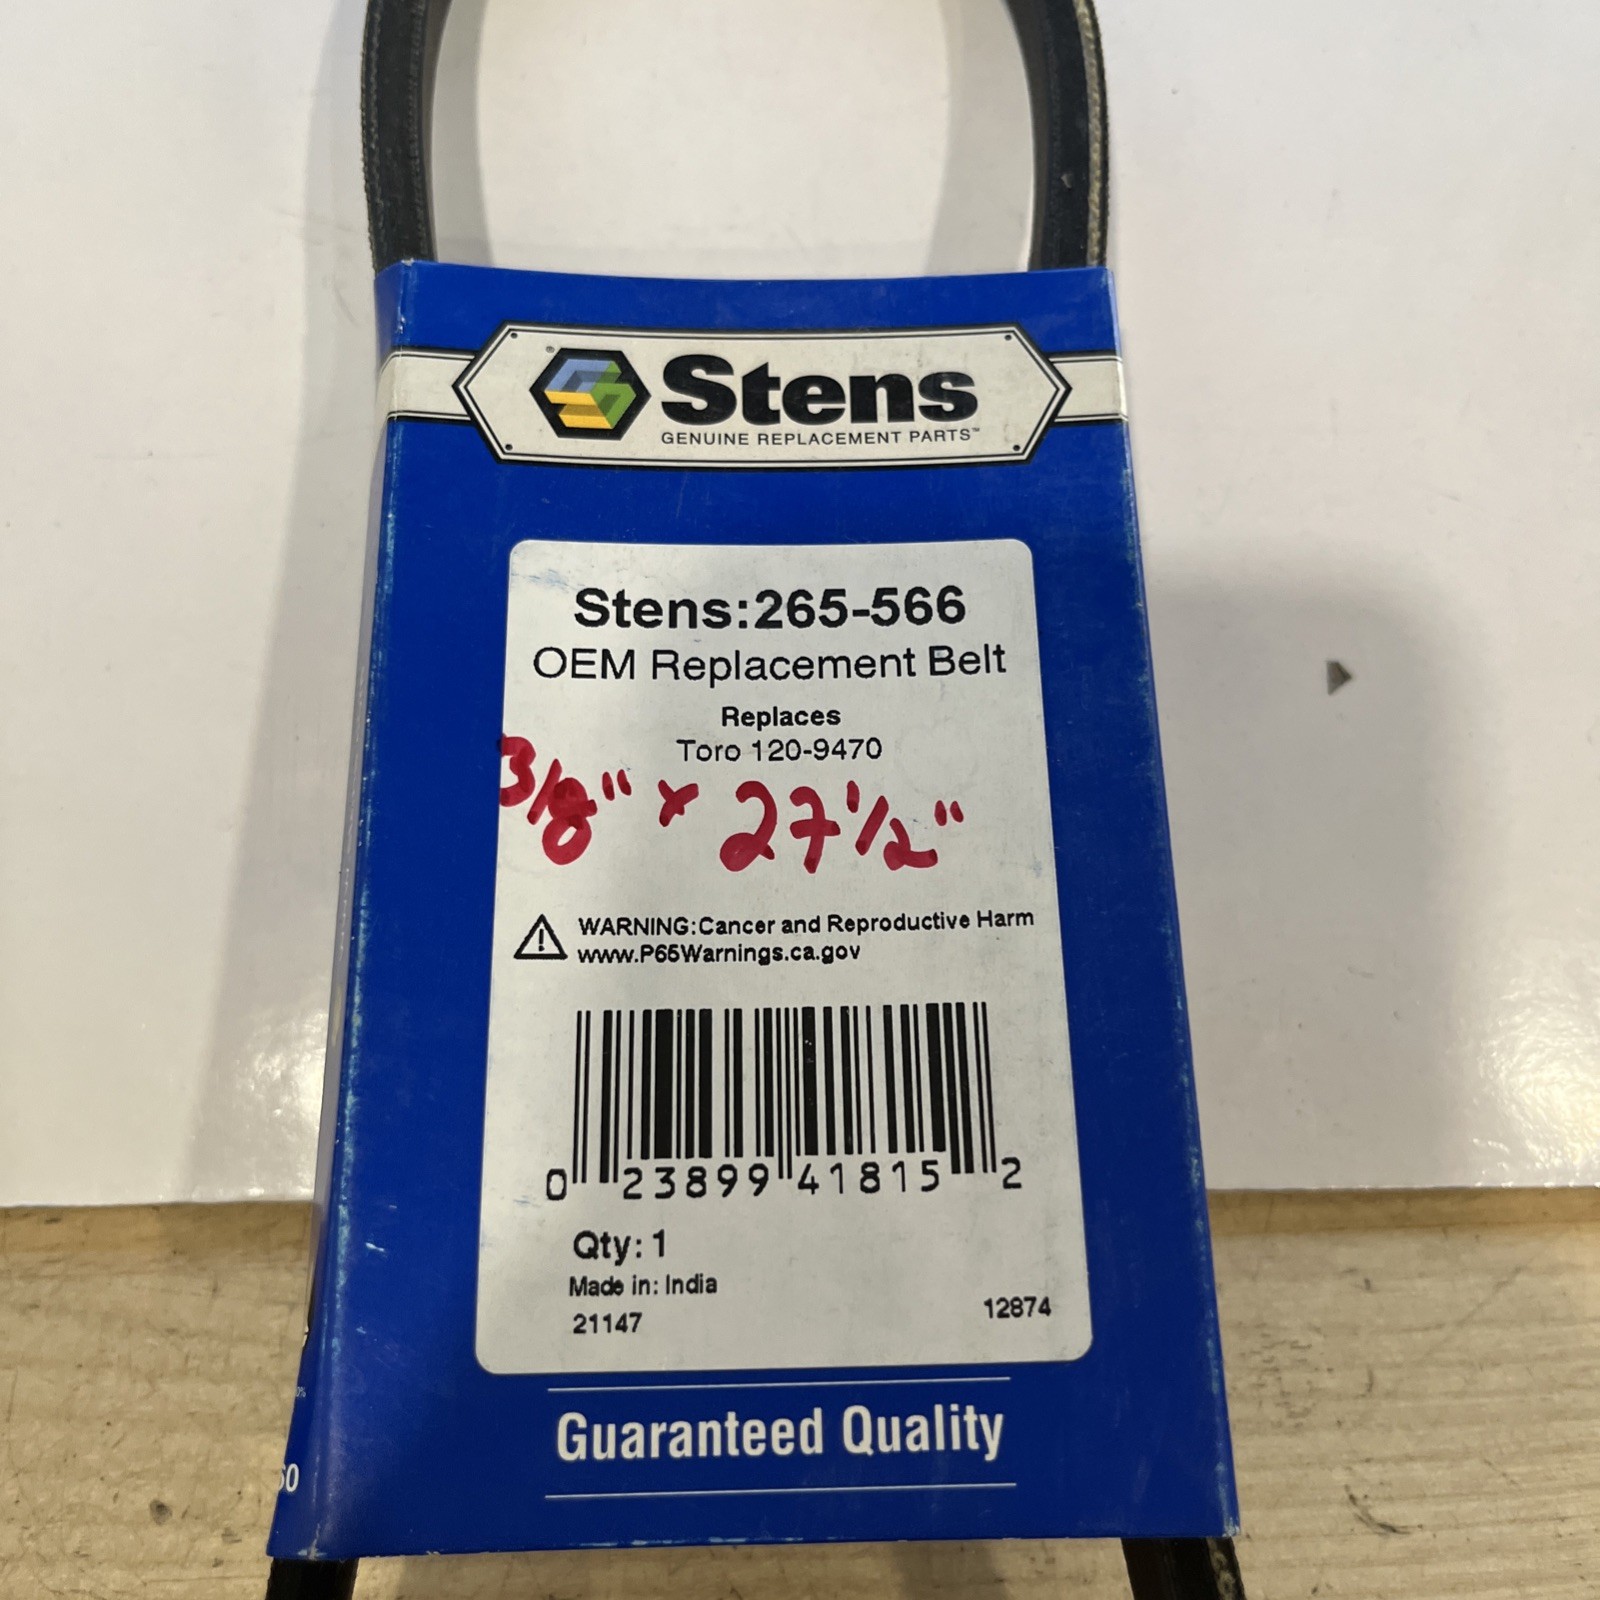 Stens
GENUINE REPLACEMENT PARTS™
Stens:265-566
OEM Replacement Belt
Replaces
Toro 120-9470
3/8" x 27 1/2"
WARNING:Cancer and Reproductive Harm
www.P65Warnings.ca.gov
0 23899 41815 2
Qty: 1
Made in: India
21147 12874
Guaranteed Quality